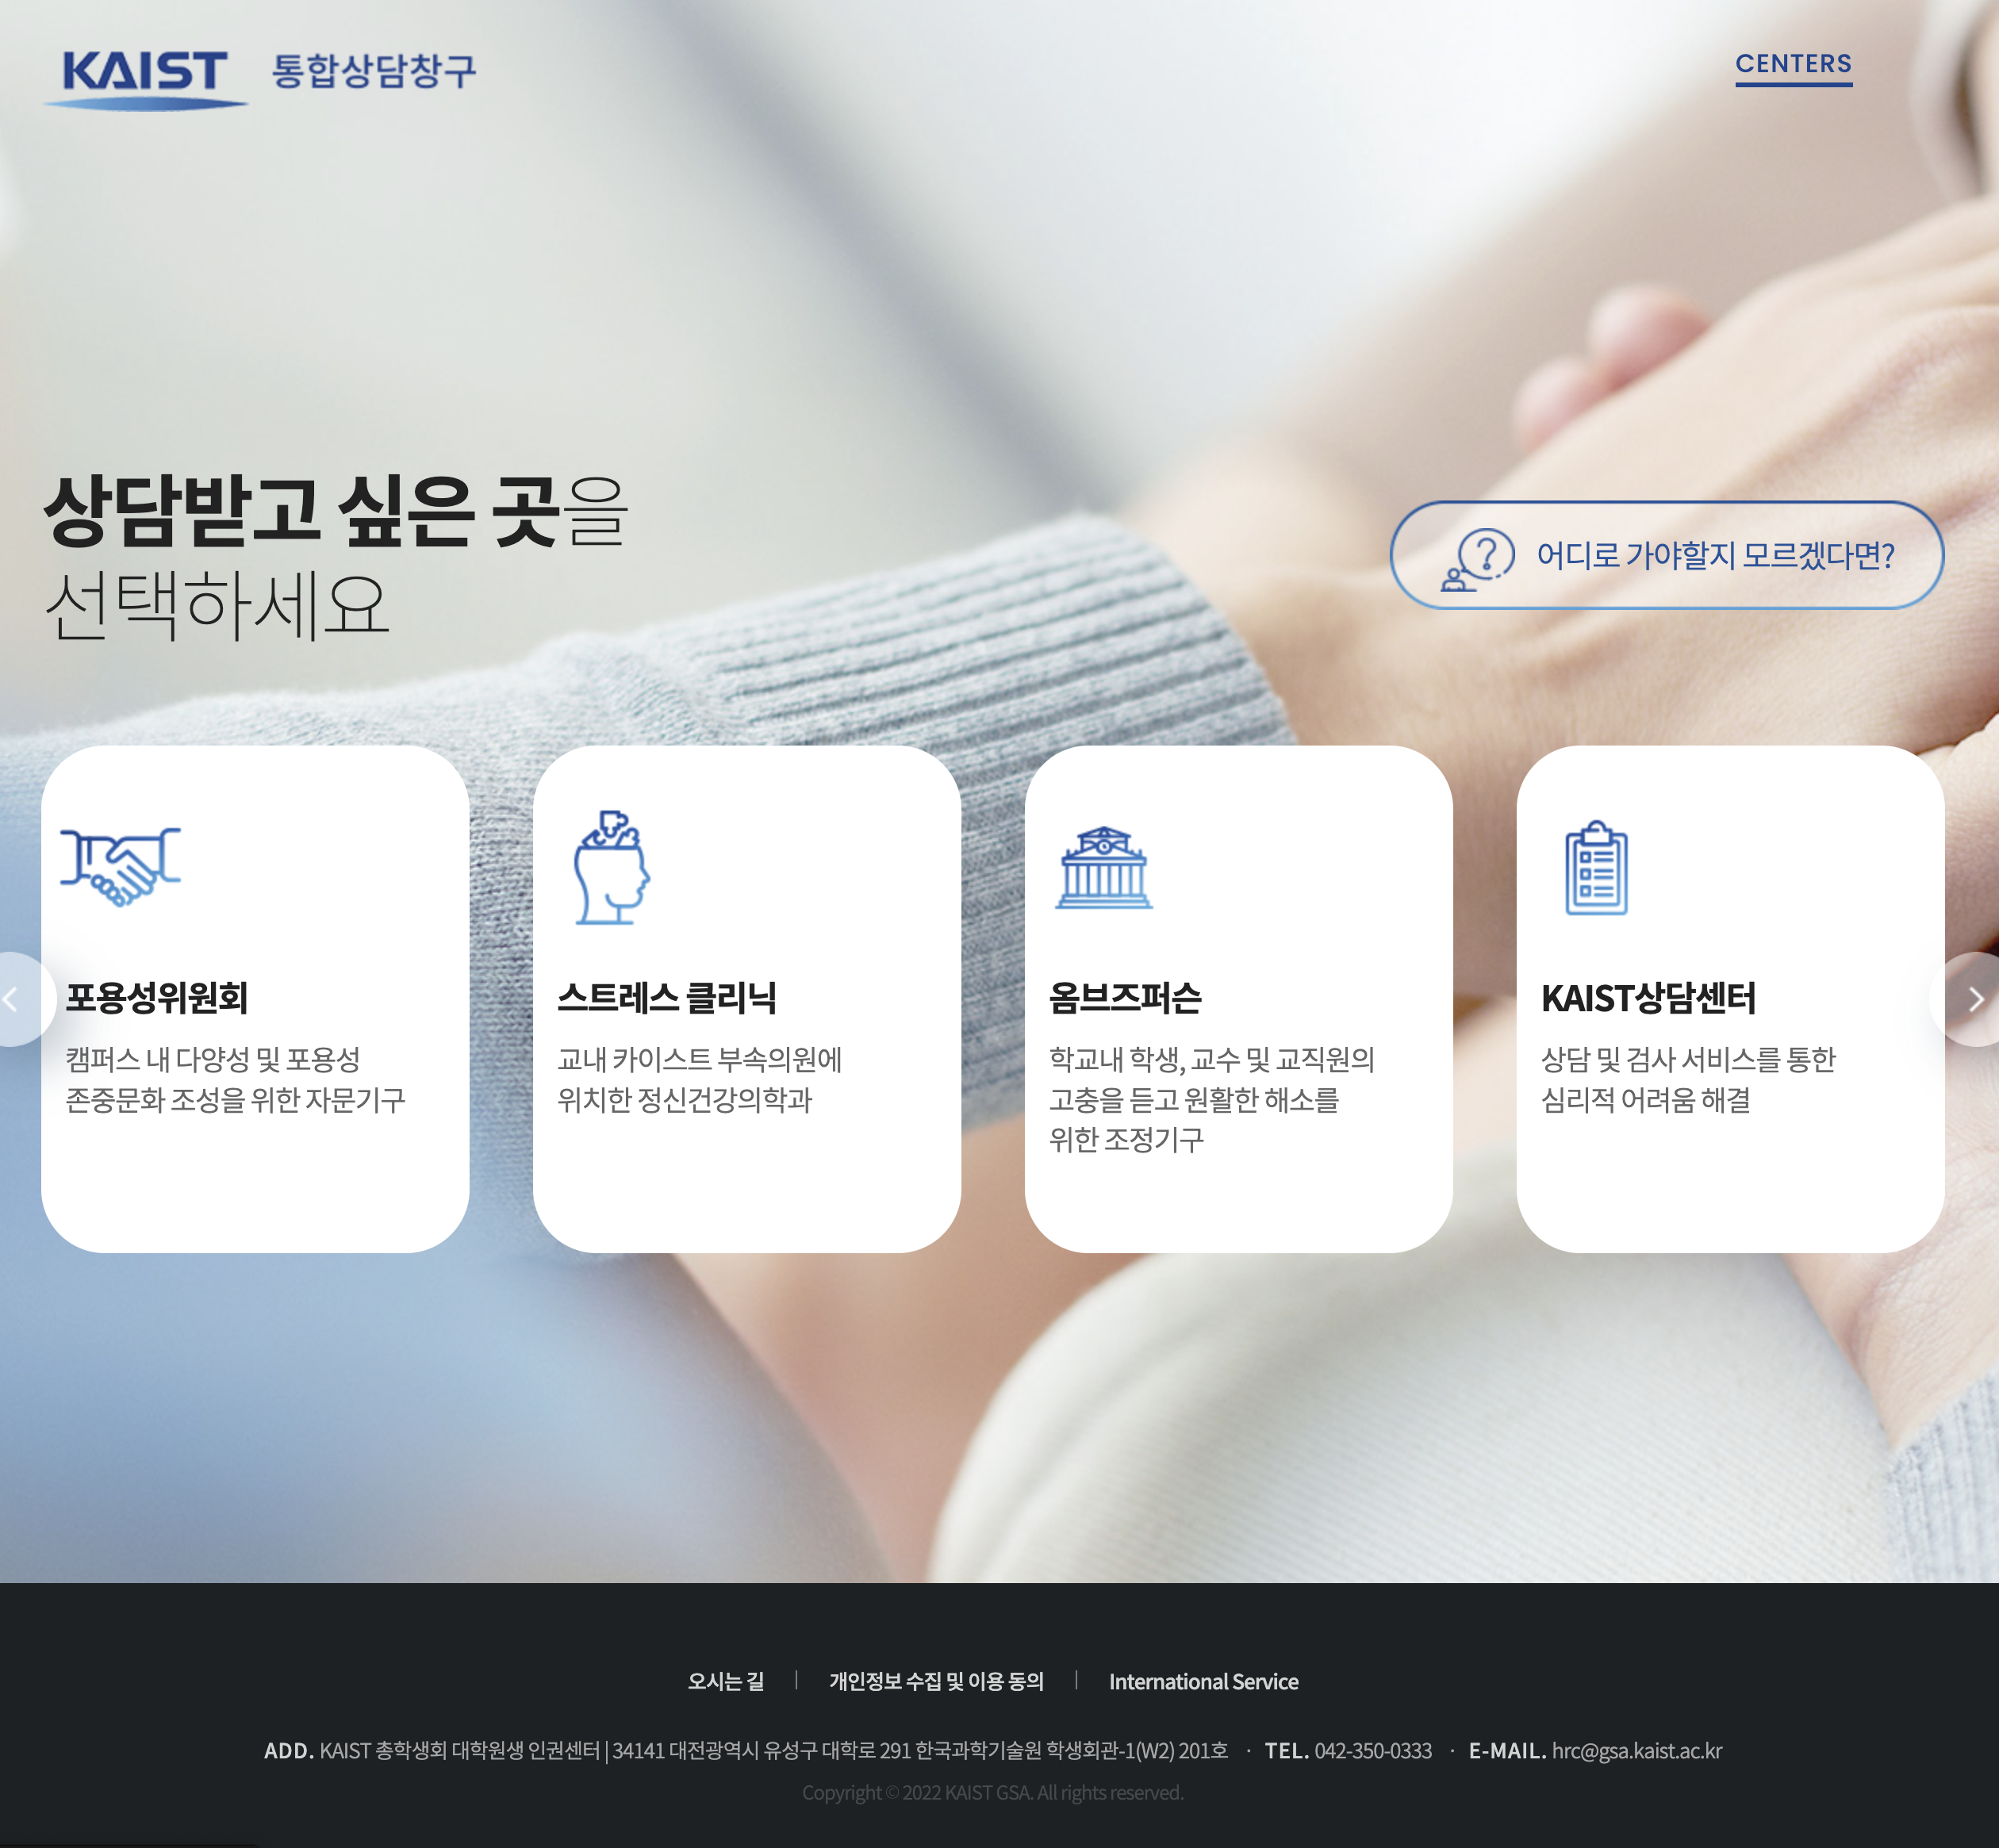 KAIST 통합상담창구
CENTERS
상담받고 싶은 곳을
선택하세요
어디로 가야할지 모르겠다면?
포용성위원회
캠퍼스 내 다양성 및 포용성
존중문화 조성을 위한 자문기구
스트레스 클리닉
교내 카이스트 부속의원에
위치한 정신건강의학과
옴브즈퍼슨
학교내 학생, 교수 및 교직원의
고충을 듣고 원활한 해소를
위한 조정기구
KAIST상담센터
상담 및 검사 서비스를 통한
심리적 어려움 해결
오시는 길 | 개인정보 수집 및 이용 동의 | International Service
ADD. KAIST 총학생회 대학원생 인권센터 | 34141 대전광역시 유성구 대학로 291 한국과학기술원 학생회관-1(W2) 201호 · TEL. 042-350-0333 · E-MAIL. hrc@gsa.kaist.ac.kr
Copyright © 2022 KAIST GSA. All rights reserved.